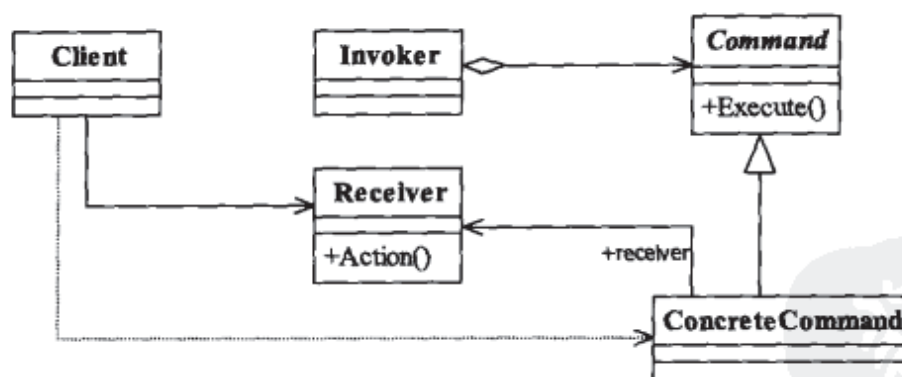 Client
Invoker
Command
+Execute()
Receiver
+Action()
+receiver
ConcreteCommand